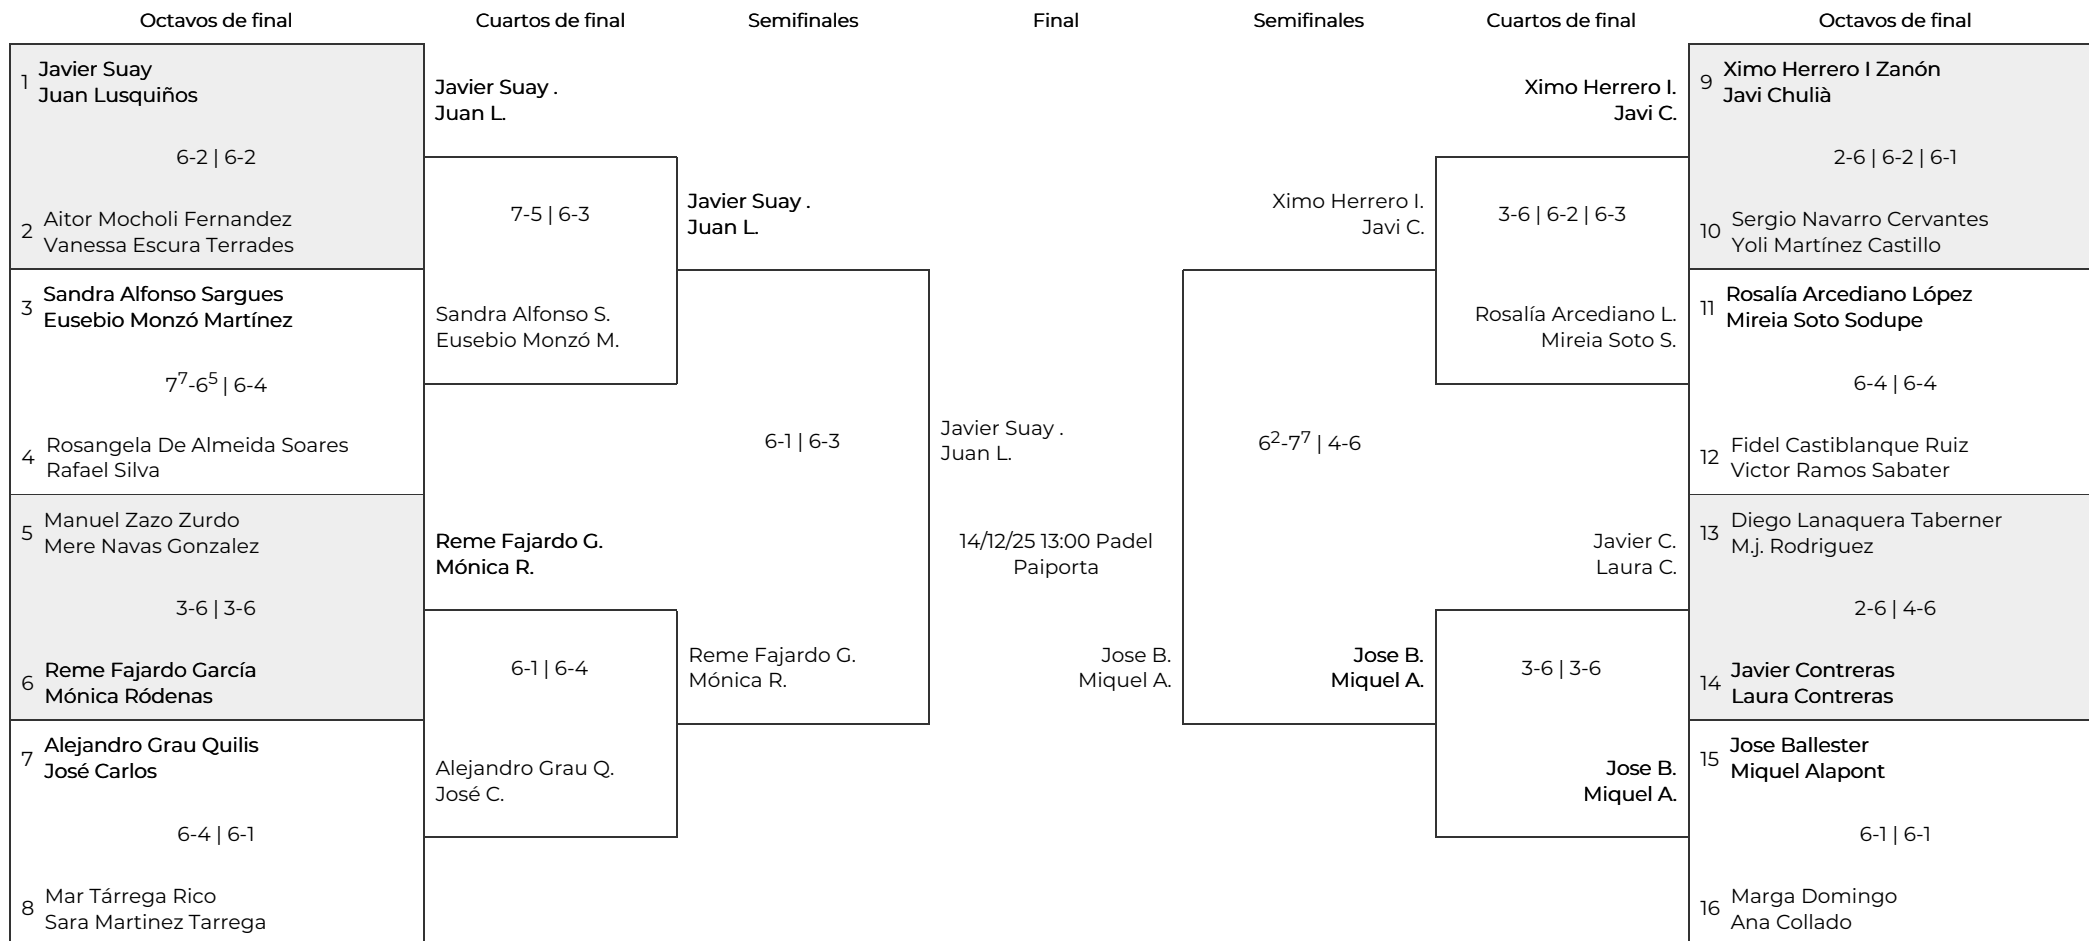 Octavos de final
Cuartos de final
Semifinales
Final
Semifinales
Cuartos de final
Octavos de final
1
Javier Suay
Juan Lusquiños
6-2 | 6-2
2
Aitor Mocholi Fernandez
Vanessa Escura Terrades
3
Sandra Alfonso Sargues
Eusebio Monzó Martínez
7⁷-6⁵ | 6-4
4
Rosangela De Almeida Soares
Rafael Silva
5
Manuel Zazo Zurdo
Mere Navas Gonzalez
3-6 | 3-6
6
Reme Fajardo García
Mónica Ródenas
7
Alejandro Grau Quilis
José Carlos
6-4 | 6-1
8
Mar Tárrega Rico
Sara Martinez Tarrega
Javier Suay .
Juan L.
7-5 | 6-3
Sandra Alfonso S.
Eusebio Monzó M.
Reme Fajardo G.
Mónica R.
6-1 | 6-4
Alejandro Grau Q.
José C.
Javier Suay .
Juan L.
6-1 | 6-3
Reme Fajardo G.
Mónica R.
Javier Suay .
Juan L.
14/12/25 13:00 Padel
Paiporta
Jose B.
Miquel A.
Ximo Herrero I.
Javi C.
6²-7⁷ | 4-6
Jose B.
Miquel A.
Ximo Herrero I.
Javi C.
3-6 | 6-2 | 6-3
Rosalía Arcediano L.
Mireia Soto S.
Javier C.
Laura C.
3-6 | 3-6
Jose B.
Miquel A.
9
Ximo Herrero I Zanón
Javi Chulià
2-6 | 6-2 | 6-1
10
Sergio Navarro Cervantes
Yoli Martínez Castillo
11
Rosalía Arcediano López
Mireia Soto Sodupe
6-4 | 6-4
12
Fidel Castiblanque Ruiz
Victor Ramos Sabater
13
Diego Lanaquera Taberner
M.j. Rodriguez
2-6 | 4-6
14
Javier Contreras
Laura Contreras
15
Jose Ballester
Miquel Alapont
6-1 | 6-1
16
Marga Domingo
Ana Collado